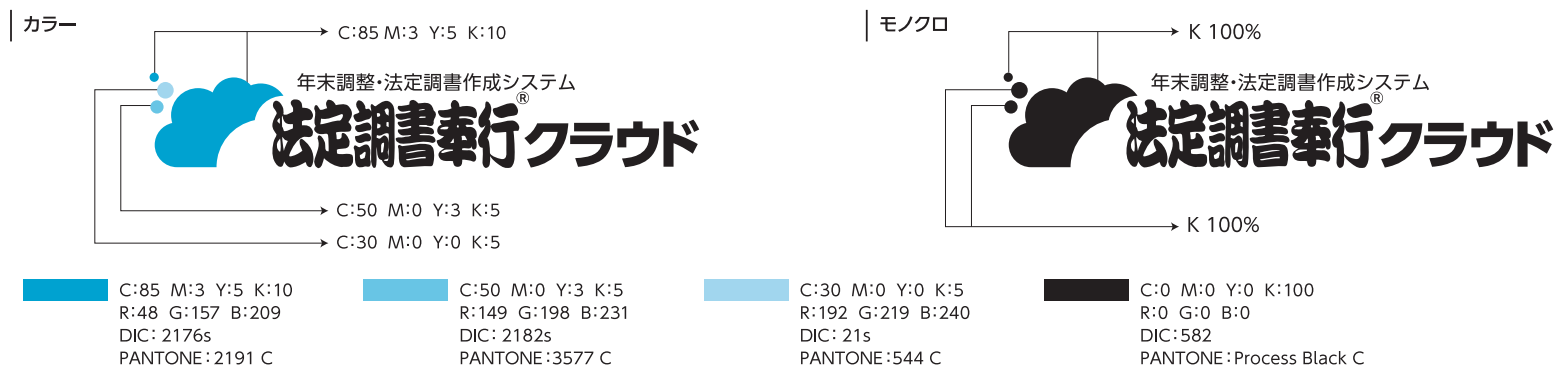 カラー
C:85 M:3 Y:5 K:10
年末調整・法定調書作成システム
法定調書奉行®クラウド
C:50 M:0 Y:3 K:5
C:30 M:0 Y:0 K:5
モノクロ
K 100%
年末調整・法定調書作成システム
法定調書奉行®クラウド
K 100%
C:85 M:3 Y:5 K:10
R:48 G:157 B:209
DIC: 2176s
PANTONE:2191 C
C:50 M:0 Y:3 K:5
R:149 G:198 B:231
DIC: 2182s
PANTONE:3577 C
C:30 M:0 Y:0 K:5
R:192 G:219 B:240
DIC: 21s
PANTONE:544 C
C:0 M:0 Y:0 K:100
R:0 G:0 B:0
DIC:582
PANTONE:Process Black C